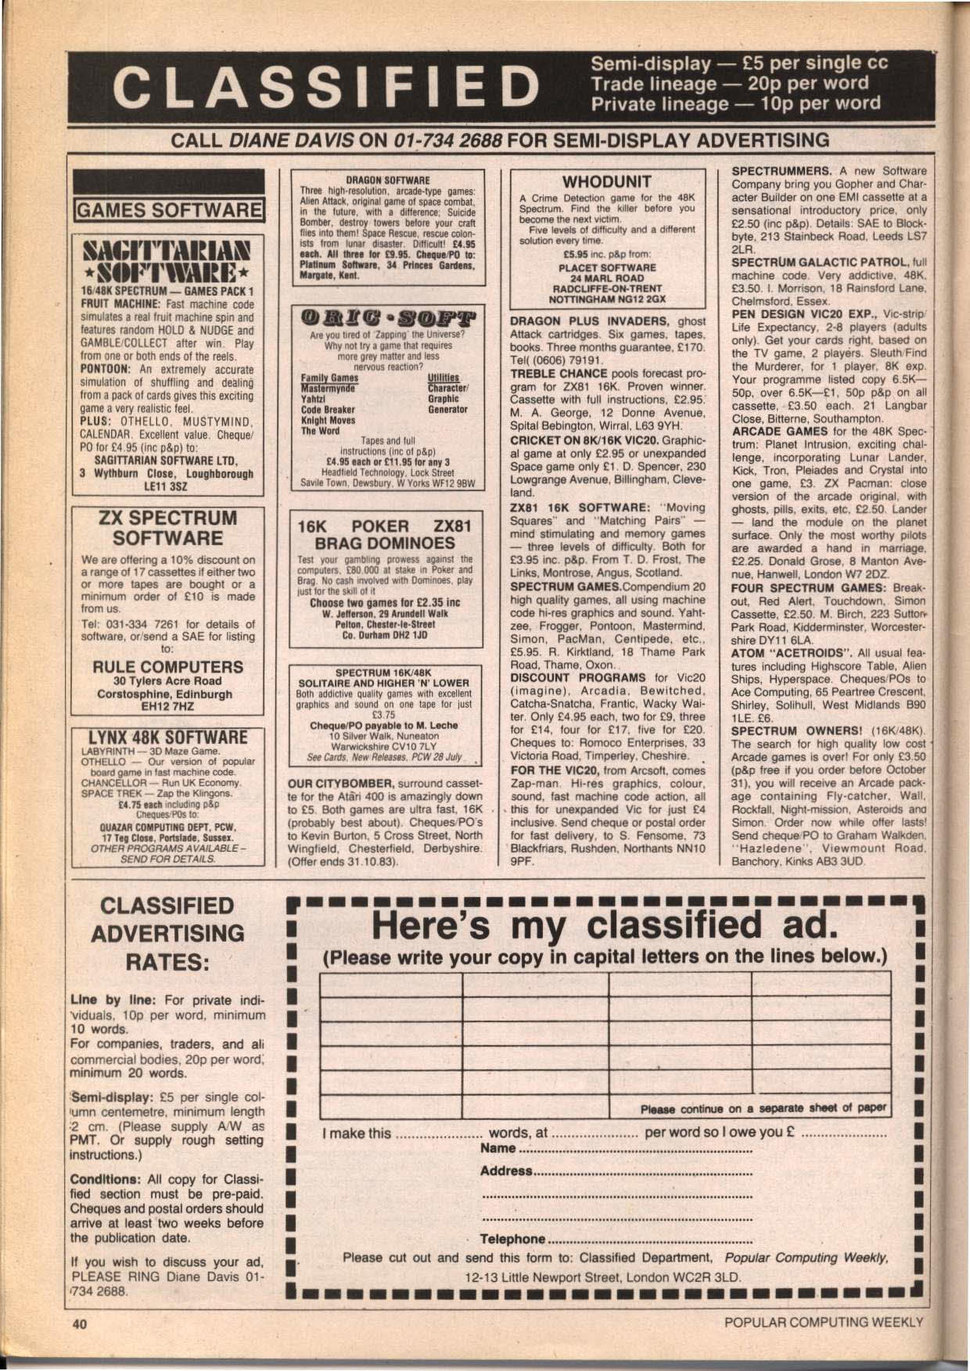 CLASSIFIED
Semi-display — £5 per single cc
Trade lineage — 20p per word
Private lineage — 10p per word
CALL DIANE DAVIS ON 01-734 2688 FOR SEMI-DISPLAY ADVERTISING
GAMES SOFTWARE
SAGITTARIAN
★SOFTWARE★
16/48K SPECTRUM — GAMES PACK 1
FRUIT MACHINE: Fast machine code
simulates a real fruit machine spin and
features random HOLD & NUDGE and
GAMBLE/COLLECT after win. Play
from one or both ends of the reels.
PONTOON: An extremely accurate
simulation of shuffling and dealing
from a pack of cards gives this exciting
game a very realistic feel.
PLUS: OTHELLO, MUSTYMIND,
CALENDAR. Excellent value. Cheque/
PO for £4.95 (inc p&p) to:
SAGITTARIAN SOFTWARE LTD,
3 Wythburn Close, Loughborough
LE11 3SZ
ZX SPECTRUM
SOFTWARE
We are offering a 10% discount on
a range of 17 cassettes if either two
or more tapes are bought or a
minimum order of £10 is made
from us.
Tel: 031-334 7261 for details of
software, or/send a SAE for listing
to:
RULE COMPUTERS
30 Tylers Acre Road
Corstosphine, Edinburgh
EH12 7HZ
LYNX 48K SOFTWARE
LABYRINTH — 3D Maze Game.
OTHELLO — Our version of popular
board game in fast machine code.
CHANCELLOR — Run UK Economy.
SPACE TREK — Zap the Klingons.
£4.75 each including p&p
Cheques/POs to:
QUAZAR COMPUTING DEPT, PCW,
17 Teg Close, Portslade, Sussex.
OTHER PROGRAMS AVAILABLE –
SEND FOR DETAILS.
DRAGON SOFTWARE
Three high-resolution, arcade-type games:
Alien Attack, original game of space combat,
in the future, with a difference; Suicide
Bomber, destroy towers before your craft
flies into them! Space Rescue, rescue colon-
ists from lunar disaster. Difficult! £4.95
each. All three for £9.95. Cheque/PO to:
Platinum Software, 34 Princes Gardens,
Margate, Kent.
ORIC·SOFT
Are you tired of 'Zapping' the Universe?
Why not try a game that requires
more grey matter and less
nervous reaction?
Family Games Utilities
Mastermynde Character/
Yahtzi Graphic
Code Breaker Generator
Knight Moves
The Word
Tapes and full
instructions (inc of p&p)
£4.95 each or £11.95 for any 3
Headfield Technology, Lock Street
Savile Town, Dewsbury, W Yorks WF12 9BW
16K POKER ZX81
BRAG DOMINOES
Test your gambling prowess against the
computers, £80,000 at stake in Poker and
Brag. No cash involved with Dominoes, play
just for the skill of it
Choose two games for £2.35 inc
W. Jefferson, 29 Arundell Walk
Pelton, Chester-le-Street
Co. Durham DH2 1JD
SPECTRUM 16K/48K
SOLITAIRE AND HIGHER 'N' LOWER
Both addictive quality games with excellent
graphics and sound on one tape for just
£3.75
Cheque/PO payable to M. Leche
10 Silver Walk, Nuneaton
Warwickshire CV10 7LY
See Cards, New Releases, PCW 28 July
OUR CITYBOMBER, surround casset-
te for the Atari 400 is amazingly down
to £5. Both games are ultra fast, 16K
(probably best about). Cheques/PO's
to Kevin Burton, 5 Cross Street, North
Wingfield, Chesterfield, Derbyshire.
(Offer ends 31.10.83).
WHODUNIT
A Crime Detection game for the 48K
Spectrum. Find the killer before you
become the next victim.
Five levels of difficulty and a different
solution every time.
£5.95 inc. p&p from:
PLACET SOFTWARE
24 MARL ROAD
RADCLIFFE-ON-TRENT
NOTTINGHAM NG12 2GX
DRAGON PLUS INVADERS, ghost
Attack cartridges. Six games, tapes,
books. Three months guarantee, £170.
Tel( (0606) 79191.
TREBLE CHANCE pools forecast pro-
gram for ZX81 16K. Proven winner.
Cassette with full instructions, £2.95.
M. A. George, 12 Donne Avenue,
Spital Bebington, Wirral, L63 9YH.
CRICKET ON 8K/16K VIC20. Graphic-
al game at only £2.95 or unexpanded
Space game only £1. D. Spencer, 230
Lowgrange Avenue, Billingham, Cleve-
land.
ZX81 16K SOFTWARE: "Moving
Squares" and "Matching Pairs" —
mind stimulating and memory games
— three levels of difficulty. Both for
£3.95 inc. p&p. From T. D. Frost, The
Links, Montrose, Angus, Scotland.
SPECTRUM GAMES.Compendium 20
high quality games, all using machine
code hi-res graphics and sound. Yaht-
zee, Frogger, Pontoon, Mastermind,
Simon, PacMan, Centipede, etc.,
£5.95. R. Kirktland, 18 Thame Park
Road, Thame, Oxon.
DISCOUNT PROGRAMS for Vic20
(imagine), Arcadia, Bewitched,
Catcha-Snatcha, Frantic, Wacky Wai-
ter. Only £4.95 each, two for £9, three
for £14, four for £17, five for £20.
Cheques to: Romoco Enterprises, 33
Victoria Road, Timperley, Cheshire.
FOR THE VIC20, from Arcsoft, comes
Zap-man. Hi-res graphics, colour,
sound, fast machine code action, all
this for unexpanded Vic for just £4
inclusive. Send cheque or postal order
for fast delivery, to S. Fensome, 73
Blackfriars, Rushden, Northants NN10
9PF.
SPECTRUMMERS. A new Software
Company bring you Gopher and Char-
acter Builder on one EMI cassette at a
sensational introductory price, only
£2.50 (inc p&p). Details: SAE to Block-
byte, 213 Stainbeck Road, Leeds LS7
2LR.
SPECTRUM GALACTIC PATROL, full
machine code. Very addictive, 48K,
£3.50. I. Morrison, 18 Rainsford Lane,
Chelmsford, Essex.
PEN DESIGN VIC20 EXP., Vic-strip/
Life Expectancy, 2-8 players (adults
only). Get your cards right, based on
the TV game, 2 players. Sleuth/Find
the Murderer, for 1 player, 8K exp.
Your programme listed copy 6.5K—
50p, over 6.5K—£1, 50p p&p on all
cassette, £3.50 each. 21 Langbar
Close, Bitterne, Southampton.
ARCADE GAMES for the 48K Spec-
trum: Planet Intrusion, exciting chal-
lenge, incorporating Lunar Lander,
Kick, Tron, Pleiades and Crystal into
one game, £3. ZX Pacman: close
version of the arcade original, with
ghosts, pills, exits, etc, £2.50. Lander
— land the module on the planet
surface. Only the most worthy pilots
are awarded a hand in marriage,
£2.25. Donald Grose, 8 Manton Ave-
nue, Hanwell, London W7 2DZ.
FOUR SPECTRUM GAMES: Break-
out, Red Alert, Touchdown, Simon
Cassette, £2.50. M. Birch, 223 Sutton
Park Road, Kidderminster, Worcester-
shire DY11 6LA.
ATOM "ACETROIDS". All usual fea-
tures including Highscore Table, Alien
Ships, Hyperspace. Cheques/POs to
Ace Computing, 65 Peartree Crescent,
Shirley, Solihull, West Midlands B90
1LE. £6.
SPECTRUM OWNERS! (16K/48K).
The search for high quality low cost
Arcade games is over! For only £3.50
(p&p free if you order before October
31), you will receive an Arcade pack-
age containing Fly-catcher, Wall,
Rockfall, Night-mission, Asteroids and
Simon. Order now while offer lasts!
Send cheque/PO to Graham Walkden,
"Hazledene", Viewmount Road,
Banchory, Kinks AB3 3UD.
CLASSIFIED
ADVERTISING
RATES:
Line by line: For private indi-
viduals, 10p per word, minimum
10 words.
For companies, traders, and all
commercial bodies, 20p per word,
minimum 20 words.
Semi-display: £5 per single col-
umn centemetre, minimum length
2 cm. (Please supply A/W as
PMT. Or supply rough setting
instructions.)
Conditions: All copy for Classi-
fied section must be pre-paid.
Cheques and postal orders should
arrive at least two weeks before
the publication date.
If you wish to discuss your ad,
PLEASE RING Diane Davis 01-
734 2688.
Here's my classified ad.
(Please write your copy in capital letters on the lines below.)
Please continue on a separate sheet of paper
I make this ...................... words, at ...................... per word so I owe you £ ......................
Name ............................................................
Address............................................................
............................................................
............................................................
Telephone............................................................
Please cut out and send this form to: Classified Department, Popular Computing Weekly,
12-13 Little Newport Street, London WC2R 3LD.
40
POPULAR COMPUTING WEEKLY